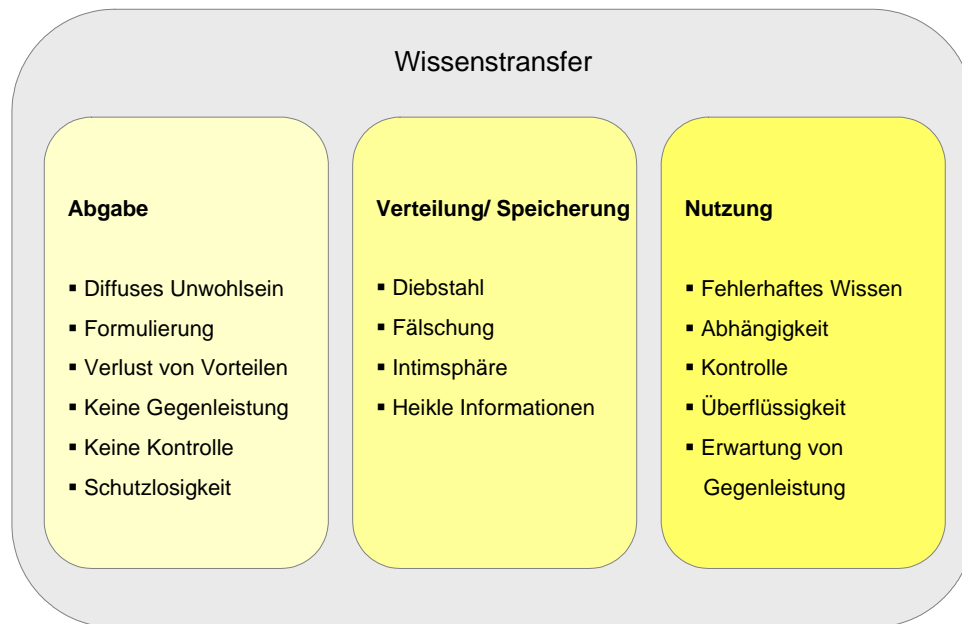 Wissenstransfer
Abgabe
▪ Diffuses Unwohlsein
▪ Formulierung
▪ Verlust von Vorteilen
▪ Keine Gegenleistung
▪ Keine Kontrolle
▪ Schutzlosigkeit
Verteilung/ Speicherung
▪ Diebstahl
▪ Fälschung
▪ Intimsphäre
▪ Heikle Informationen
Nutzung
▪ Fehlerhaftes Wissen
▪ Abhängigkeit
▪ Kontrolle
▪ Überflüssigkeit
▪ Erwartung von
Gegenleistung